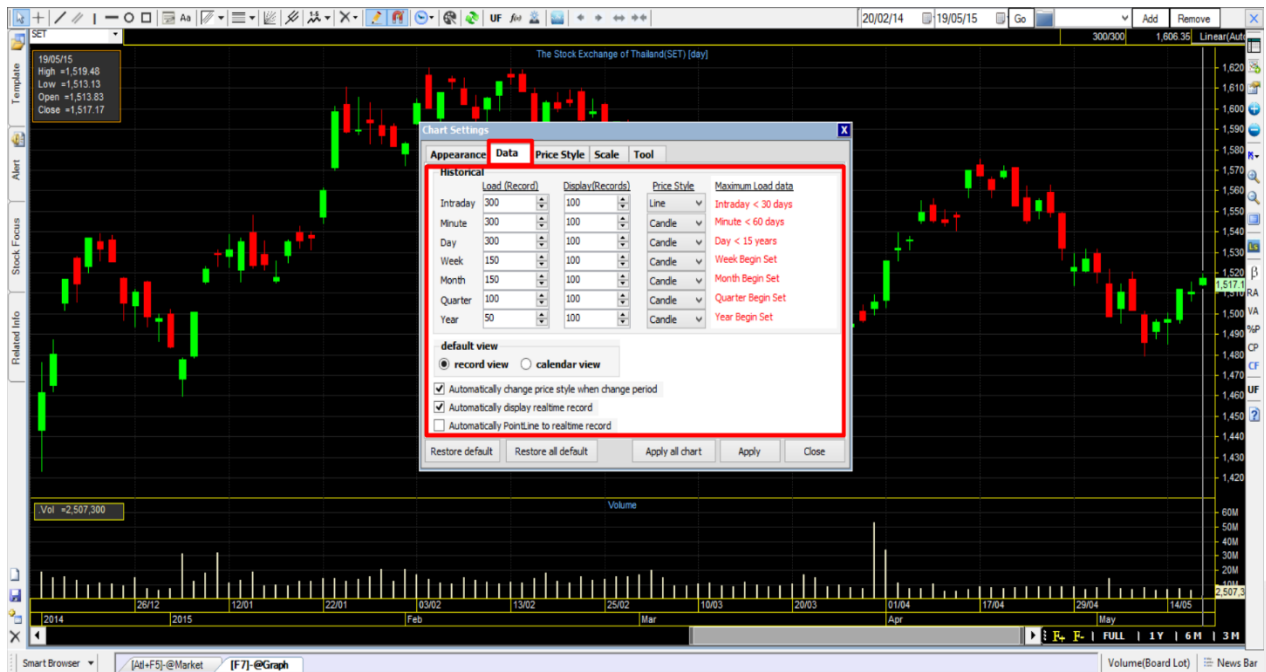 Aa UF f(x) 20/02/14 19/05/15 Go Add Remove X
SET 300/300 1,606.35 Linear(Auto
The Stock Exchange of Thailand(SET) [day]
19/05/15
High =1,519.48
Low =1,513.13
Open =1,513.83
Close =1,517.17
Template
Alert
Stock Focus
Related Info
Chart Settings X
Appearance Data Price Style Scale Tool
Historical
Load (Record) Display(Records) Price Style Maximum Load data
Intraday 300 100 Line Intraday < 30 days
Minute 300 100 Candle Minute < 60 days
Day 300 100 Candle Day < 15 years
Week 150 100 Candle Week Begin Set
Month 150 100 Candle Month Begin Set
Quarter 100 100 Candle Quarter Begin Set
Year 50 100 Candle Year Begin Set
default view
record view calendar view
Automatically change price style when change period
Automatically display realtime record
Automatically PointLine to realtime record
Restore default Restore all default Apply all chart Apply Close
1,620
1,610
1,600
1,590
1,580
1,570
1,560
1,550
1,540
1,530
1,520
1,517.1
1,510
1,500
1,490
1,480
1,470
1,460
1,450
1,440
1,430
1,420
β
RA
VA
%P
CP
CF
UF
?
Vol =2,507,300
Volume
60M
50M
40M
30M
20M
10M
2,507,3
26/12 12/01 22/01 03/02 13/02 25/02 10/03 20/03 01/04 17/04 29/04 14/05
2014 2015 Feb Mar Apr May
F+ F- | FULL | 1Y | 6M | 3M
Smart Browser [Atl+F5]-@Market [F7]-@Graph Volume(Board Lot) News Bar